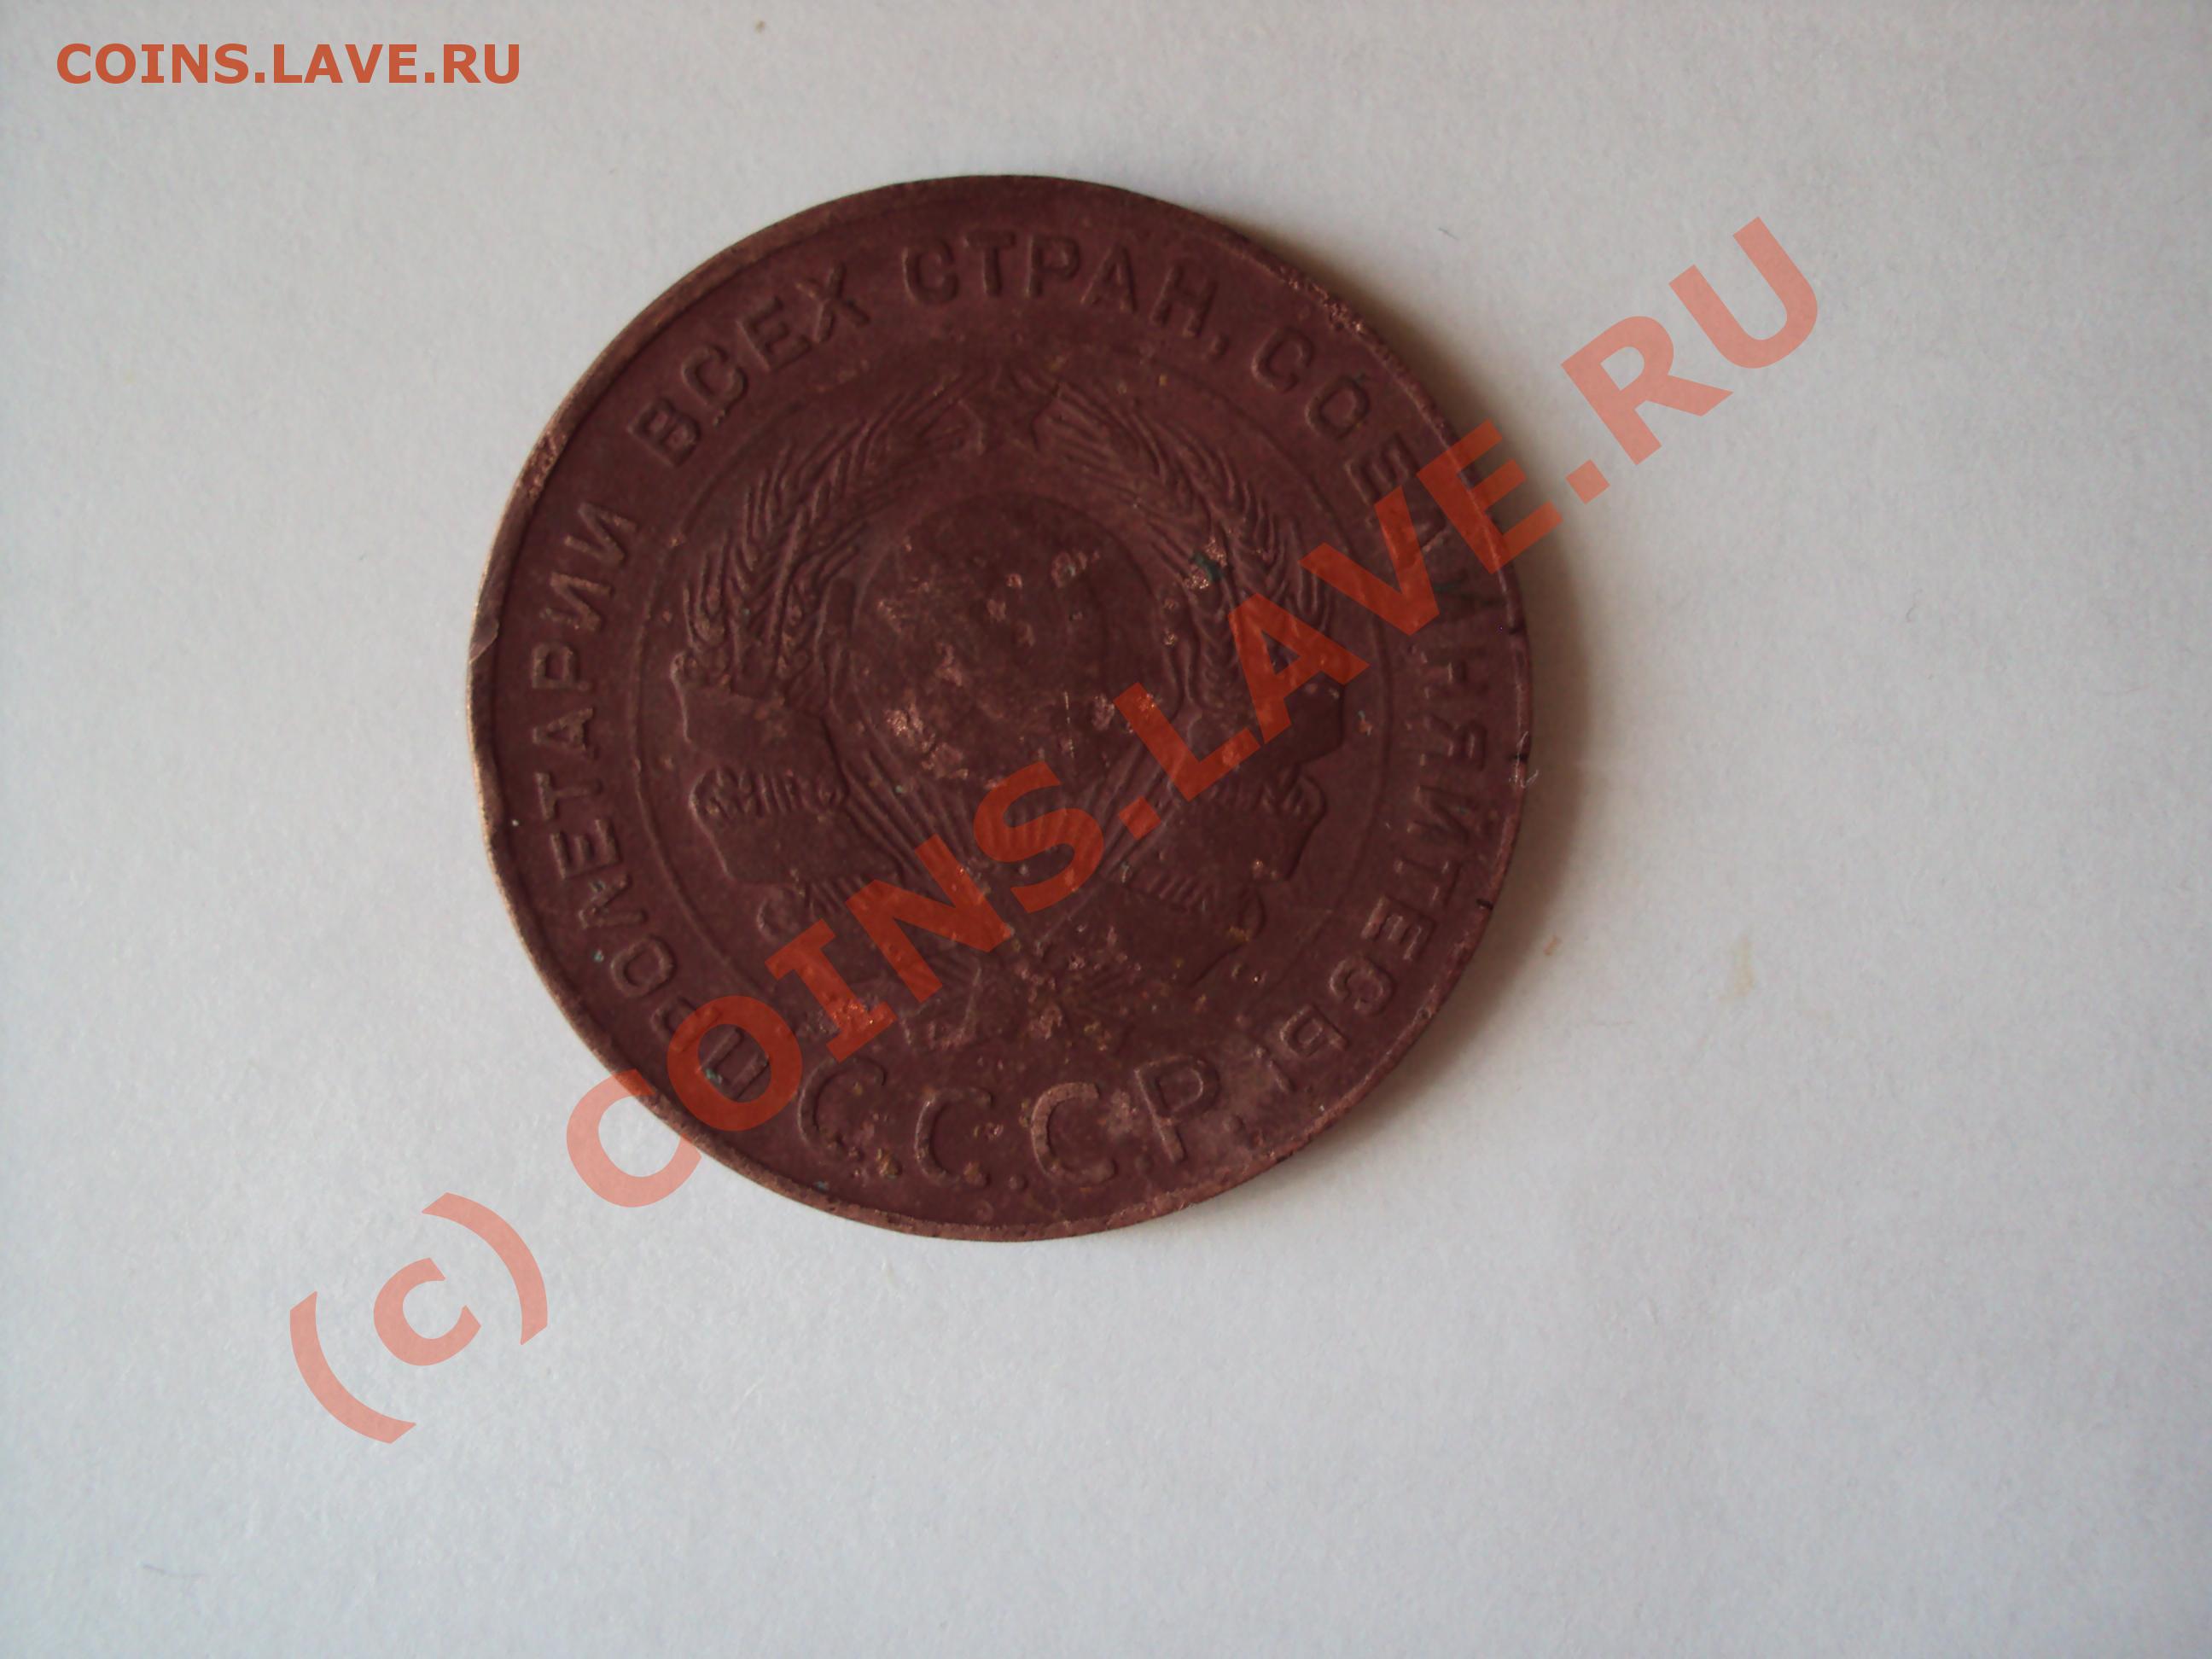 COINS.LAVE.RU
ПРОЛЕТАРИИ ВСЕХ СТРАН, СОЕДИНЯЙТЕСЬ!
С.С.С.Р.
(c) COINS.LAVE.RU